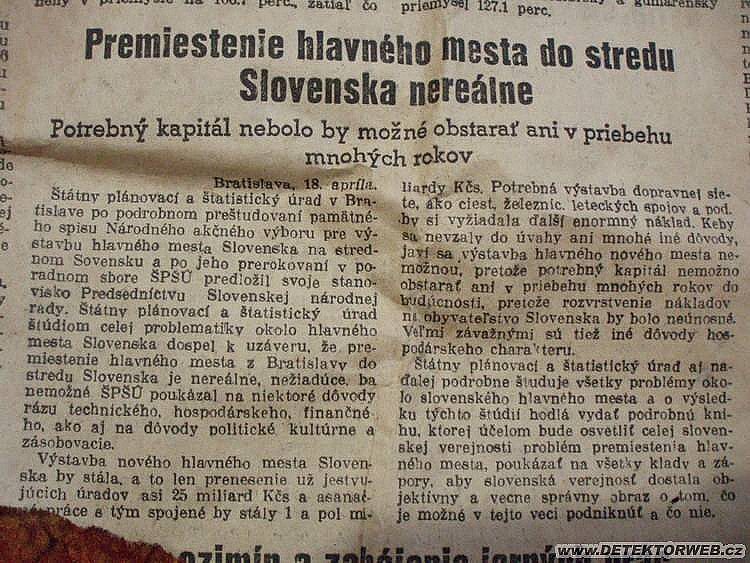 priemysel 127.1 perc.
Premiestenie hlavného mesta do stredu
Slovenska nereálne
Potrebný kapitál nebolo by možné obstarať ani v priebehu
mnohých rokov
Bratislava, 18. apríla.
Štátny plánovací a štatistický úrad v Bra-
tislave po podrobnom preštudovaní pamätné-
ho spisu Národného akčného výboru pre vý-
stavbu hlavného mesta Slovenska na stred-
nom Sovensku a po jeho prerokovaní v po-
radnom sbore ŠPŠÚ predložil svoje stano-
visko Predsedníctvu Slovenskej národnej
rady. Štátny plánovací a štatistický úrad
štúdiom celej problematiky okolo hlavného
mesta Slovenska dospel k uzáveru, že pre-
miestenie hlavného mesta z Bratislavy do
stredu Slovenska je nereálne, nežiadúce, ba
nemožné ŠPŠÚ poukázal na niektoré dôvody
rázu technického, hospodárskeho, finančné-
ho, ako aj na dôvody politické kultúrne a
zásobovacie.
Výstavba nového hlavného mesta Sloven-
ska by stála, a to len prenesenie už jestvu-
júcich úradov asi 25 miliard Kčs a asanač-
né práce s tým spojené by stály 1 a pol mi-
liardy Kčs. Potrebná výstavba dopravnej sie-
te, ako ciest, železníc, leteckých spojov a pod.
by si vyžiadala ďalší enormný náklad. Keby
sa nevzaly do úvahy ani mnohé iné dôvody,
javí sa výstavba hlavného nového mesta ne-
možnou, pretože potrebný kapitál nemožno
obstarať ani v priebehu mnohých rokov do
budúcnosti, pretože rozvrstvenie nákladov
na obyvateľstvo Slovenska by bolo neúnosné.
Veľmi závažnými sú tiež iné dôvody hos-
podárskeho charakteru.
Štátny plánovací a štatistický úrad aj na-
ďalej podrobne študuje všetky problémy oko-
lo slovenského hlavného mesta a o výsled-
ku týchto štúdií hodlá vydať podrobnú kni-
hu, ktorej účelom bude osvetliť celej sloven-
skej verejnosti problém premiestenia hlav-
ného mesta, poukázať na všetky klady a zá-
pory, aby slovenská verejnosť dostala ob-
jektívny a vecne správny obraz o tom, čo
je možné v tejto veci podniknuť a čo nie.
www.DETEKTORWEB.cz